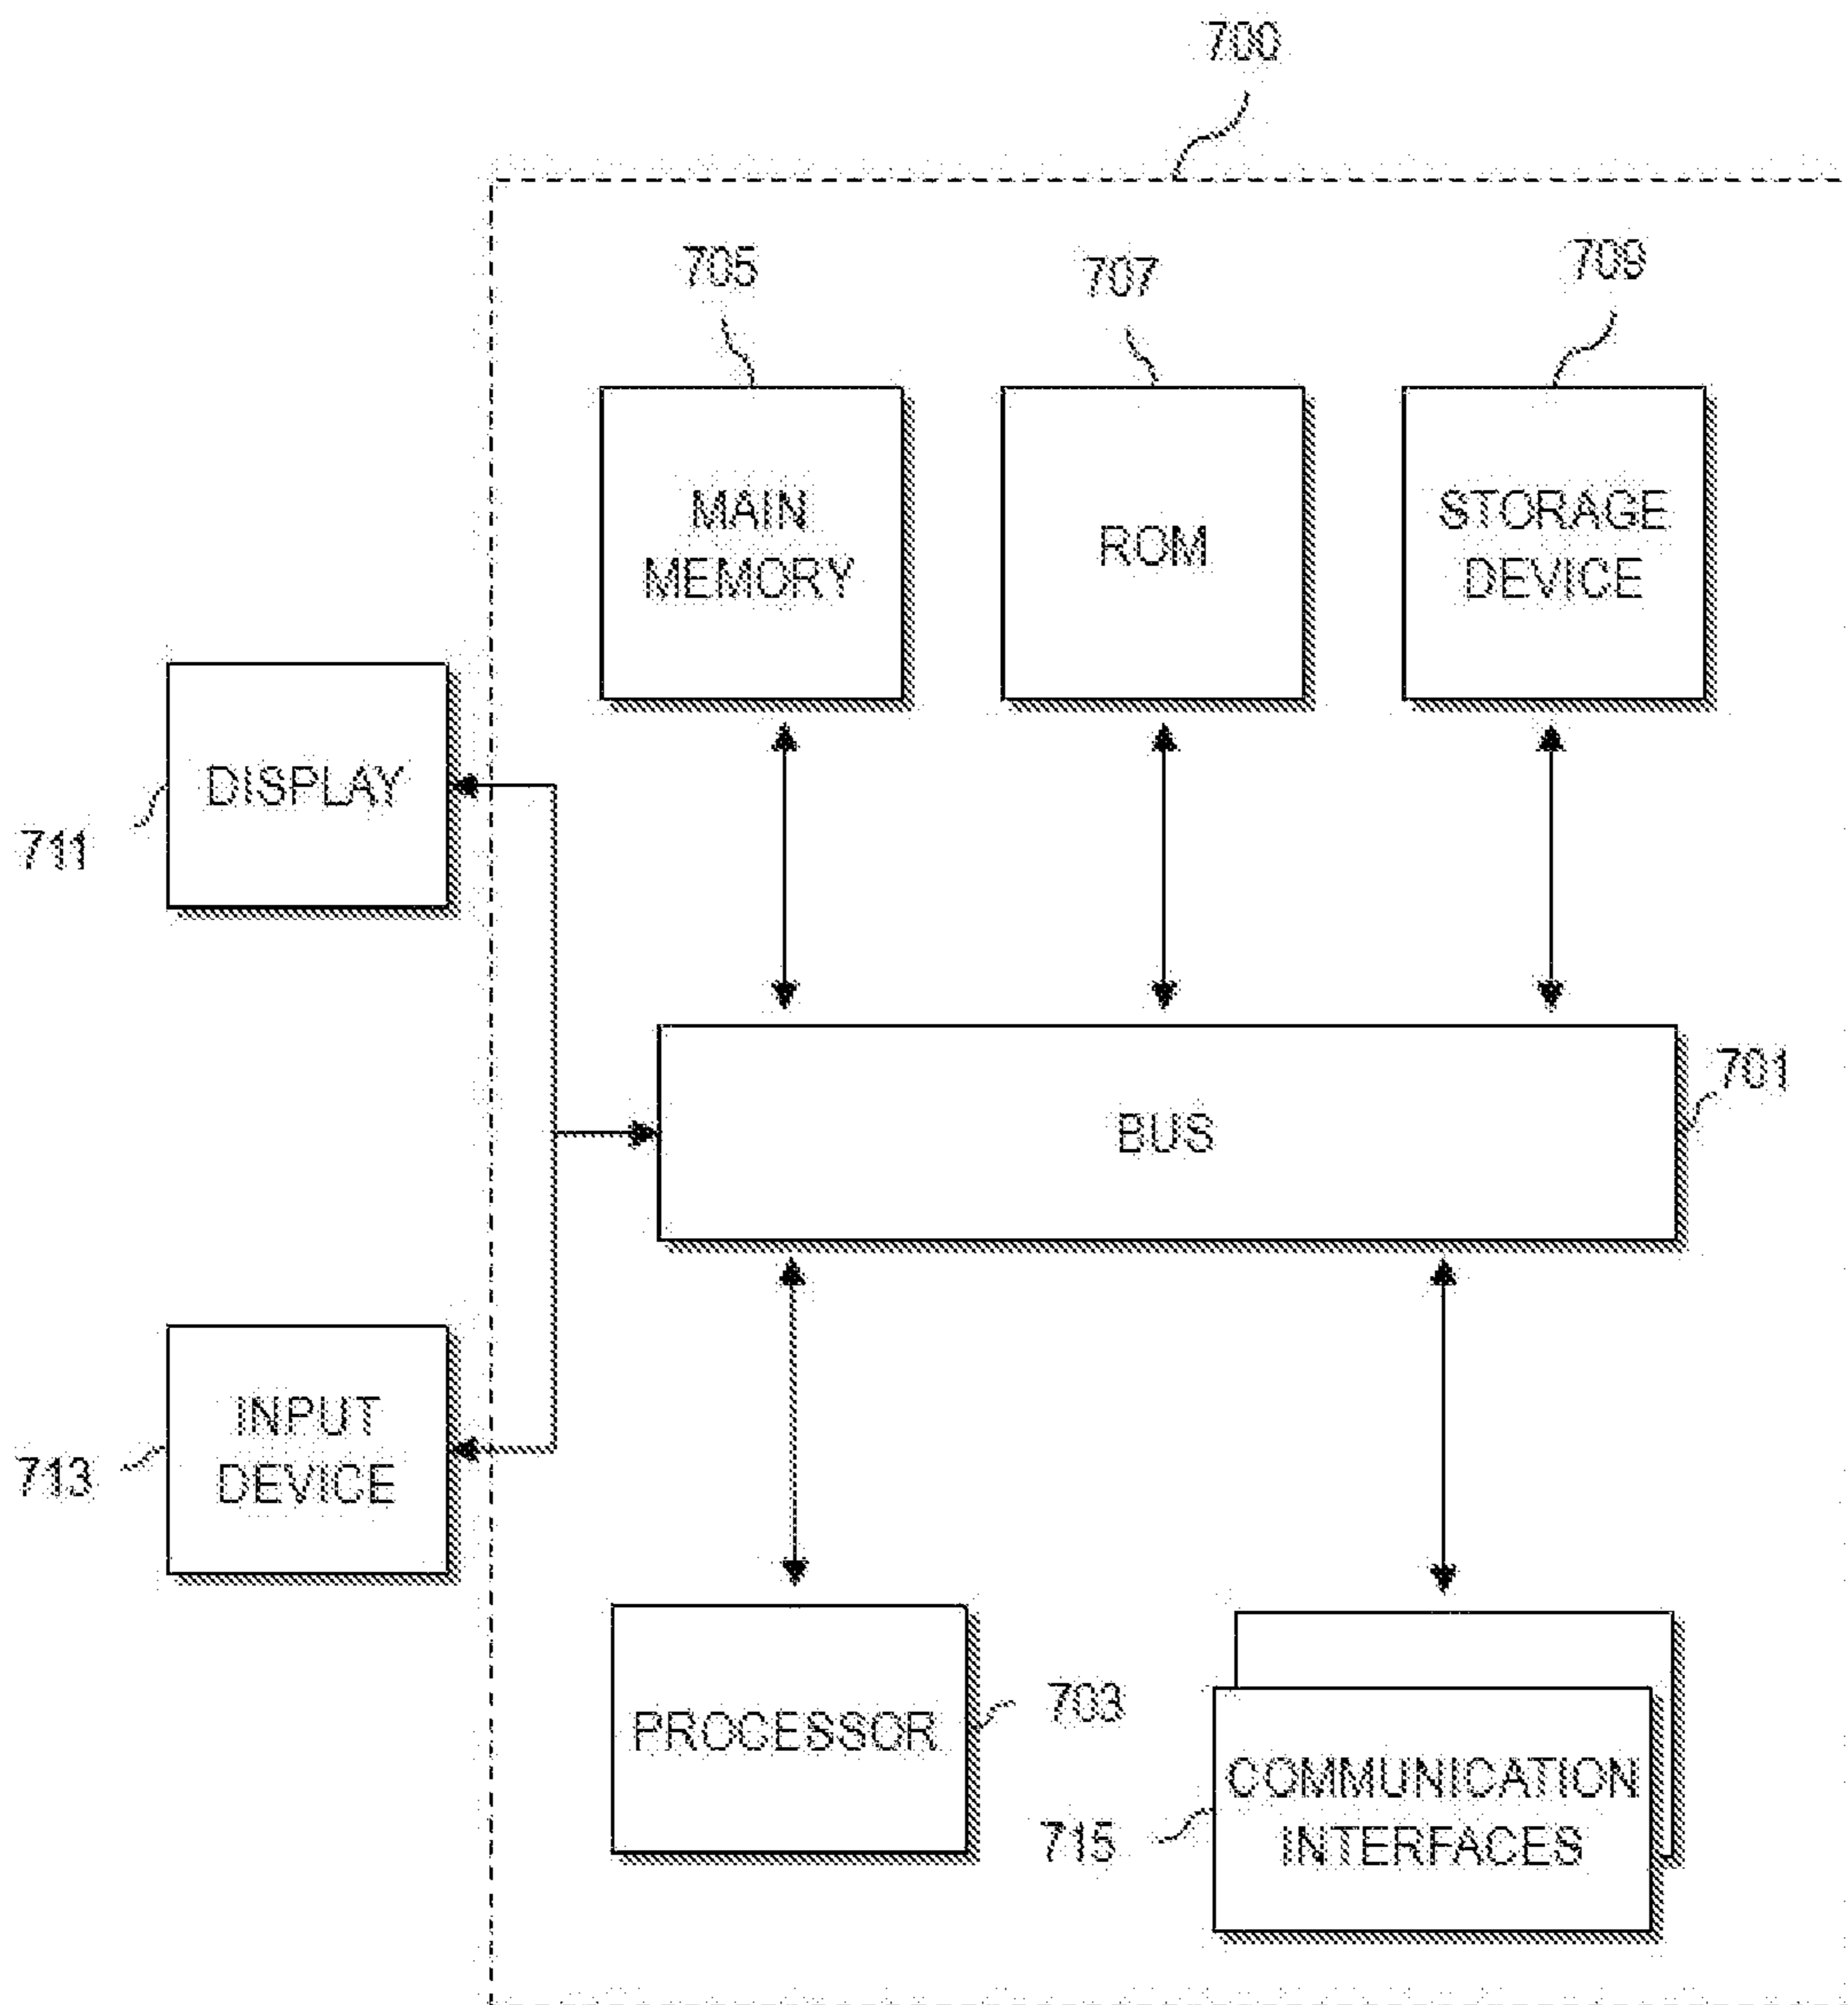 700
705
707
709
MAIN
MEMORY
ROM
STORAGE
DEVICE
DISPLAY
711
BUS
701
INPUT
DEVICE
713
PROCESSOR
703
COMMUNICATION
INTERFACES
715